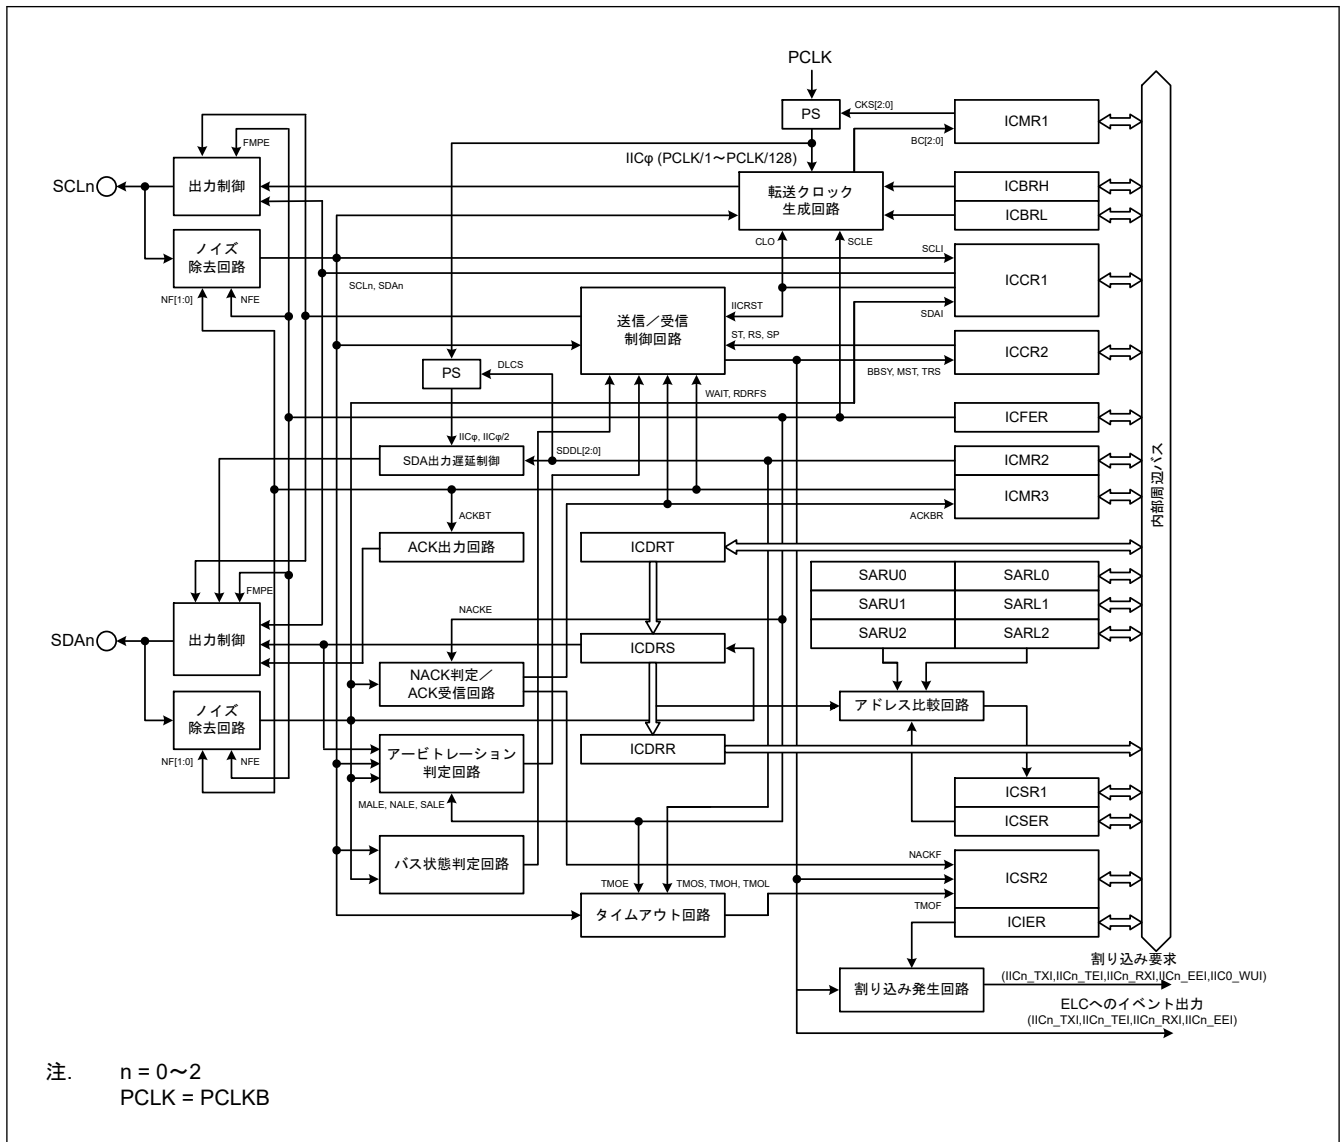 PCLK
PS
CKS[2:0]
ICMR1
BC[2:0]
FMPE
IICφ (PCLK/1～PCLK/128)
SCLn
出力制御
転送クロック
生成回路
ICBRH
ICBRL
ノイズ
除去回路
CLO
SCLE
SCLI
ICCR1
SCLn, SDAn
NF[1:0]
NFE
IICRST
SDAI
送信／受信
制御回路
ST, RS, SP
ICCR2
BBSY, MST, TRS
PS
DLCS
WAIT, RDRFS
ICFER
IICφ, IICφ/2
SDA出力遅延制御
SDDL[2:0]
ICMR2
ICMR3
ACKBT
ACKBR
内部周辺バス
ACK出力回路
ICDRT
SARU0
SARL0
FMPE
SARU1
SARL1
NACKE
SDAn
出力制御
ICDRS
SARU2
SARL2
NACK判定／
ACK受信回路
アドレス比較回路
ノイズ
除去回路
ICDRR
NF[1:0]
NFE
アービトレーション
判定回路
ICSR1
MALE, NALE, SALE
ICSER
バス状態判定回路
NACKF
ICSR2
TMOE
TMOS, TMOH, TMOL
TMOF
タイムアウト回路
ICIER
割り込み要求
(IICn_TXI,IICn_TEI,IICn_RXI,IICn_EEI,IIC0_WUI)
割り込み発生回路
ELCへのイベント出力
(IICn_TXI,IICn_TEI,IICn_RXI,IICn_EEI)
注. n = 0～2
PCLK = PCLKB